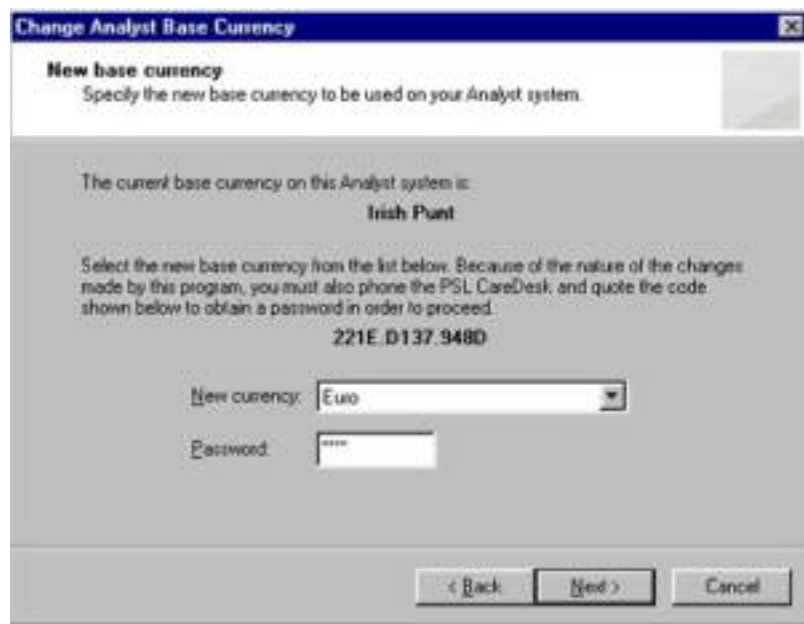 Change Analyst Base Currency
New base currency
Specify the new base currency to be used on your Analyst system.
The current base currency on this Analyst system is:
Irish Punt
Select the new base currency from the list below. Because of the nature of the changes
made by this program, you must also phone the PSL CareDesk and quote the code
shown below to obtain a password in order to proceed.
221E.D137.948D
New currency: Euro
Password: ****
< Back Next > Cancel